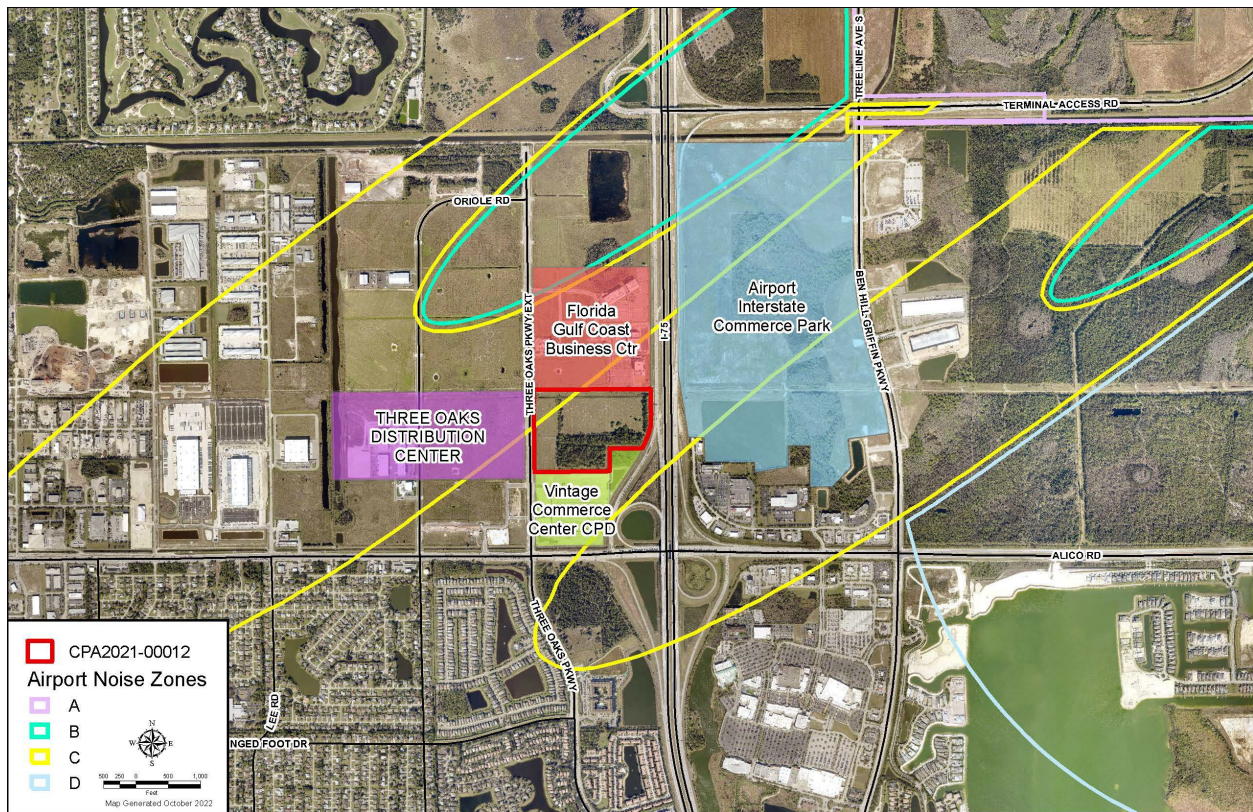 TREELINE AVE S
TERMINAL ACCESS RD
ORIOLE RD
THREE OAKS PKWY EXT
I-75
BEN HILL GRIFFIN PKWY
Florida
Gulf Coast
Business Ctr
Airport
Interstate
Commerce Park
THREE OAKS
DISTRIBUTION
CENTER
Vintage
Commerce
Center CPD
ALICO RD
THREE OAKS PKWY
LEE RD
NGED FOOT DR
CPA2021-00012
Airport Noise Zones
A
B
C
D
N
W E
S
500 250 0 500 1,000
Feet
Map Generated October 2022